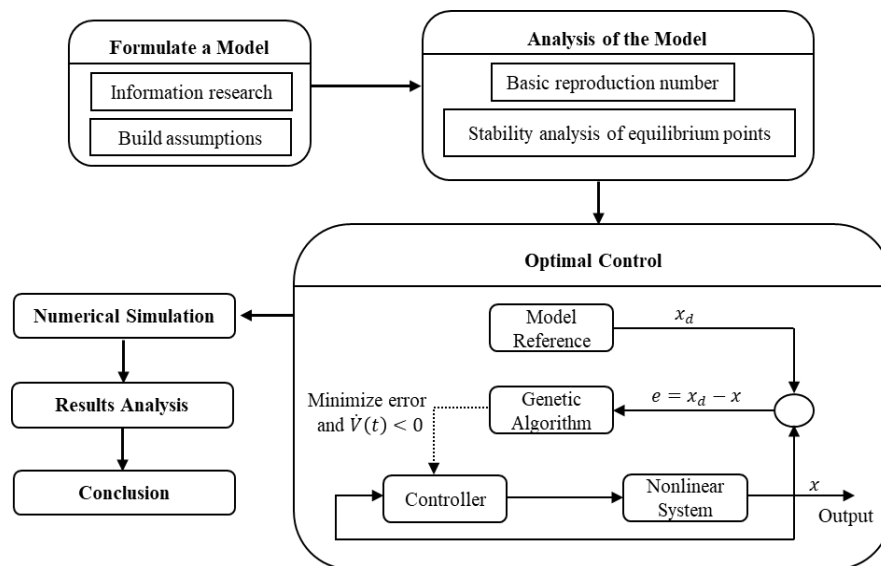 Formulate a Model
Information research
Build assumptions
Analysis of the Model
Basic reproduction number
Stability analysis of equilibrium points
Optimal Control
Model
Reference
x_d
Genetic
Algorithm
e = x_d − x
Minimize error
and V̇(t) < 0
Controller
Nonlinear
System
x
Output
Numerical Simulation
Results Analysis
Conclusion